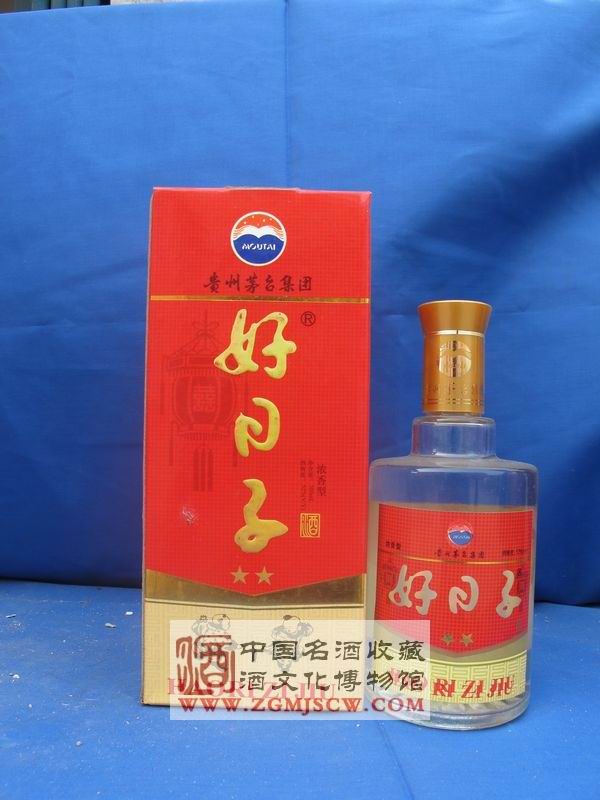 MOUTAI
贵州茅台集团
好日子®
浓香型
酒
★★
中国名酒收藏
酒文化博物馆
WWW.ZGMJSCW.COM
MOUTAI
贵州茅台集团
好日子
★★
RI ZI JIU